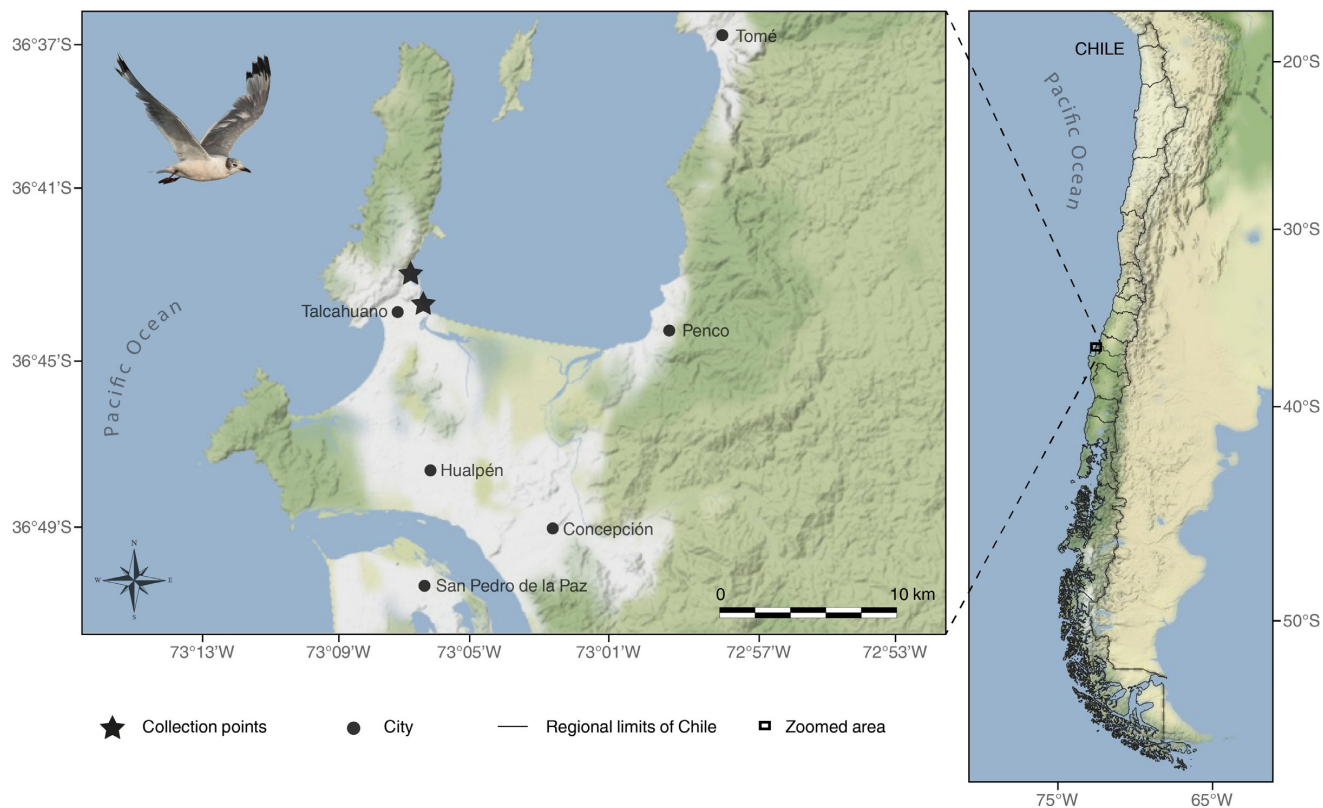 36°37'S
36°41'S
36°45'S
36°49'S
Tomé
Talcahuano
Penco
Pacific Ocean
Hualpén
Concepción
San Pedro de la Paz
N
W
E
S
0
10 km
73°13'W
73°09'W
73°05'W
73°01'W
72°57'W
72°53'W
CHILE
Pacific Ocean
20°S
30°S
40°S
50°S
75°W
65°W
Collection points
City
Regional limits of Chile
Zoomed area